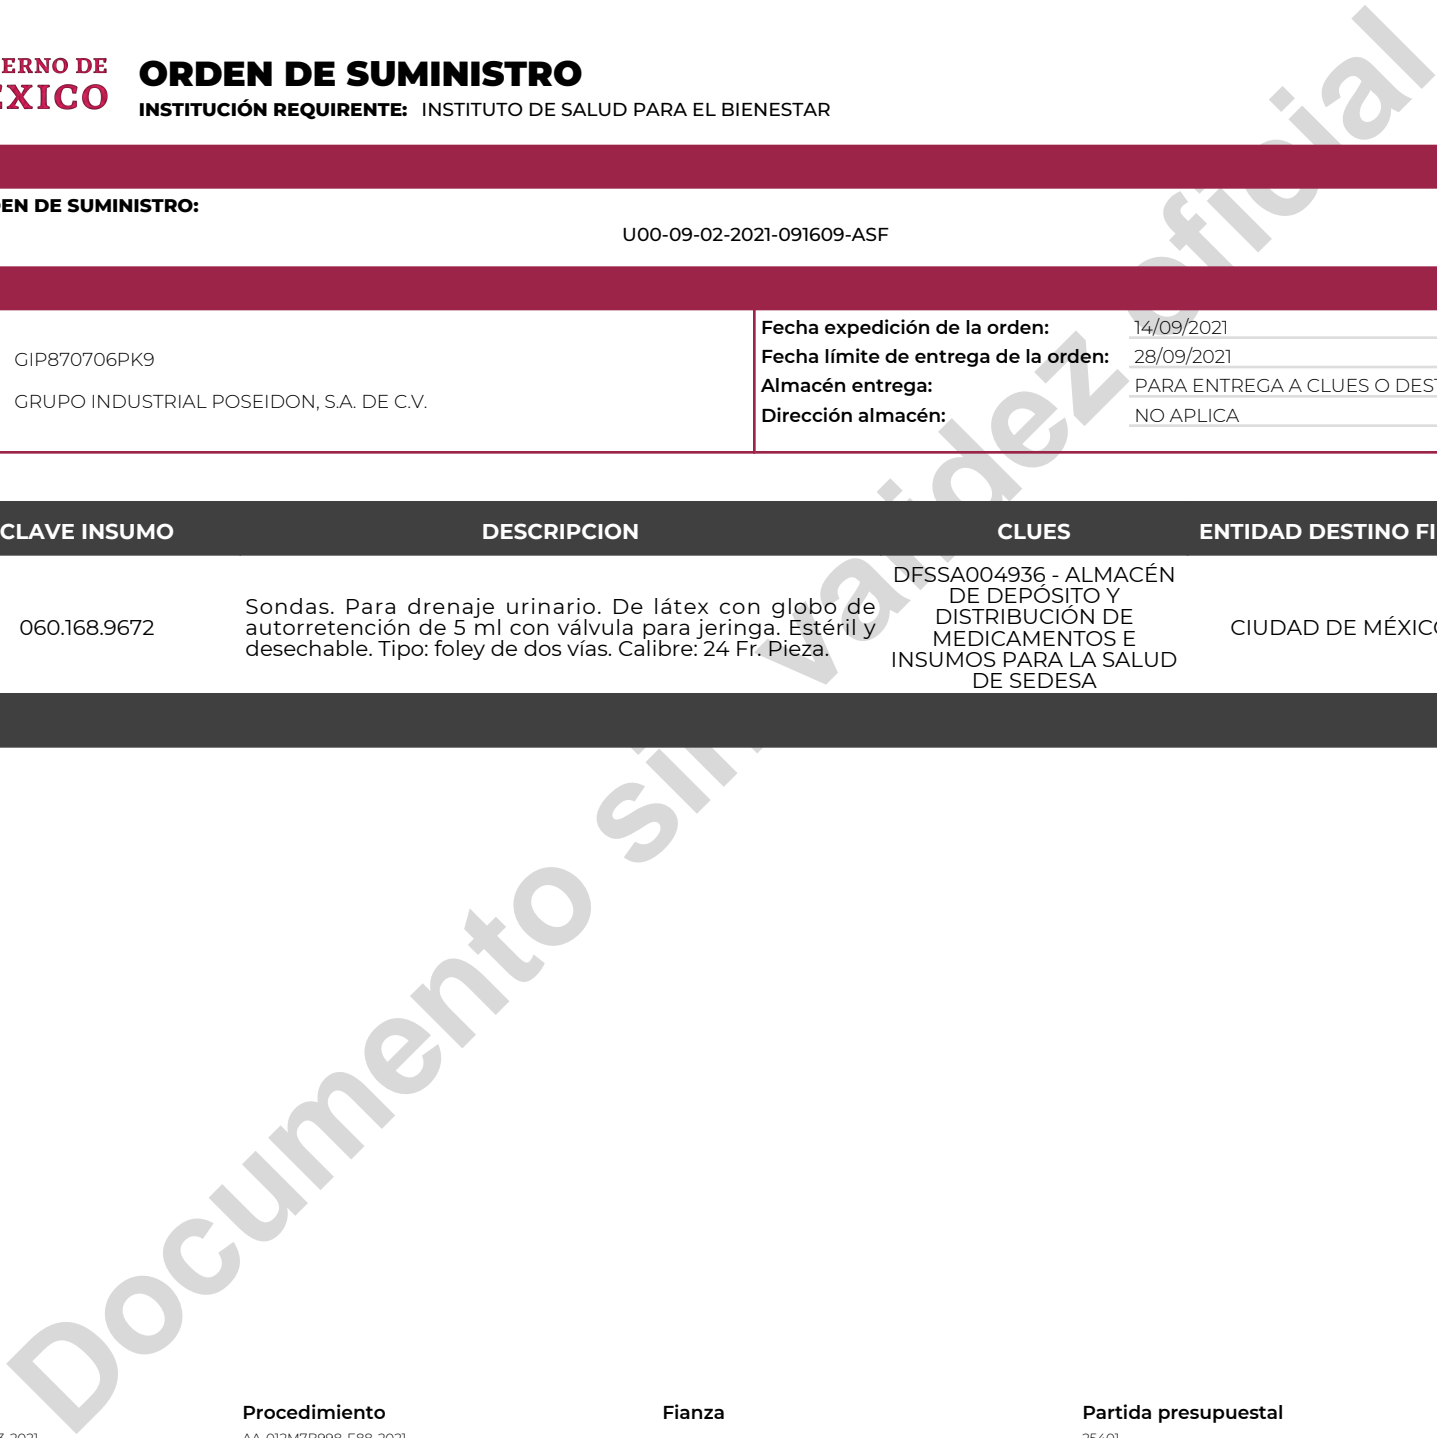 ERNO DE
ORDEN DE SUMINISTRO
EXICO
INSTITUCIÓN REQUIRENTE: INSTITUTO DE SALUD PARA EL BIENESTAR
EN DE SUMINISTRO:
U00-09-02-2021-091609-ASF
Fecha expedición de la orden: 14/09/2021
GIP870706PK9
Fecha límite de entrega de la orden: 28/09/2021
Almacén entrega: PARA ENTREGA A CLUES O DEST
GRUPO INDUSTRIAL POSEIDON, S.A. DE C.V.
Dirección almacén: NO APLICA
CLAVE INSUMO DESCRIPCION CLUES ENTIDAD DESTINO FI
060.168.9672
Sondas. Para drenaje urinario. De látex con globo de
autorretención de 5 ml con válvula para jeringa. Estéril y
desechable. Tipo: foley de dos vías. Calibre: 24 Fr. Pieza.
DFSSA004936 - ALMACÉN
DE DEPÓSITO Y
DISTRIBUCIÓN DE
MEDICAMENTOS E
INSUMOS PARA LA SALUD
DE SEDESA
CIUDAD DE MÉXICO
Documento sin validez oficial
Procedimiento Fianza Partida presupuestal